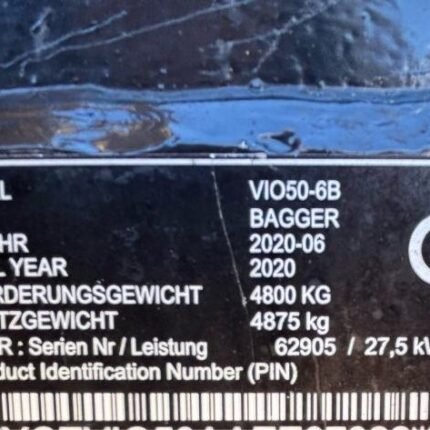 L VIO50-6B
BAGGER
HR 2020-06
L YEAR 2020
RDERUNGSGEWICHT 4800 KG
TZGEWICHT 4875 kg
R : Serien Nr / Leistung 62905 / 27,5 k
duct Identification Number (PIN)